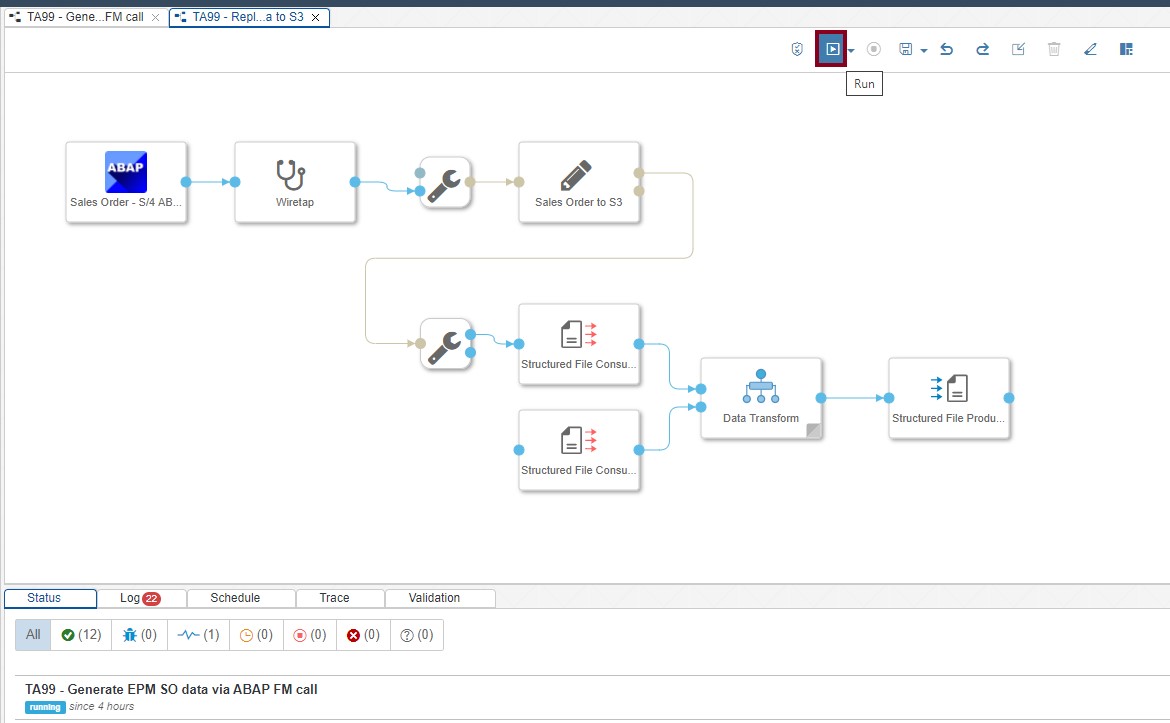 TA99 - Gene...FM call
TA99 - Repl...a to S3
Run
ABAP
Sales Order - S/4 AB...
Wiretap
Sales Order to S3
Structured File Consu...
Data Transform
Structured File Produ...
Structured File Consu...
Status
Log 22
Schedule
Trace
Validation
All (12) (0) (1) (0) (0) (0) (0)
TA99 - Generate EPM SO data via ABAP FM call
running since 4 hours